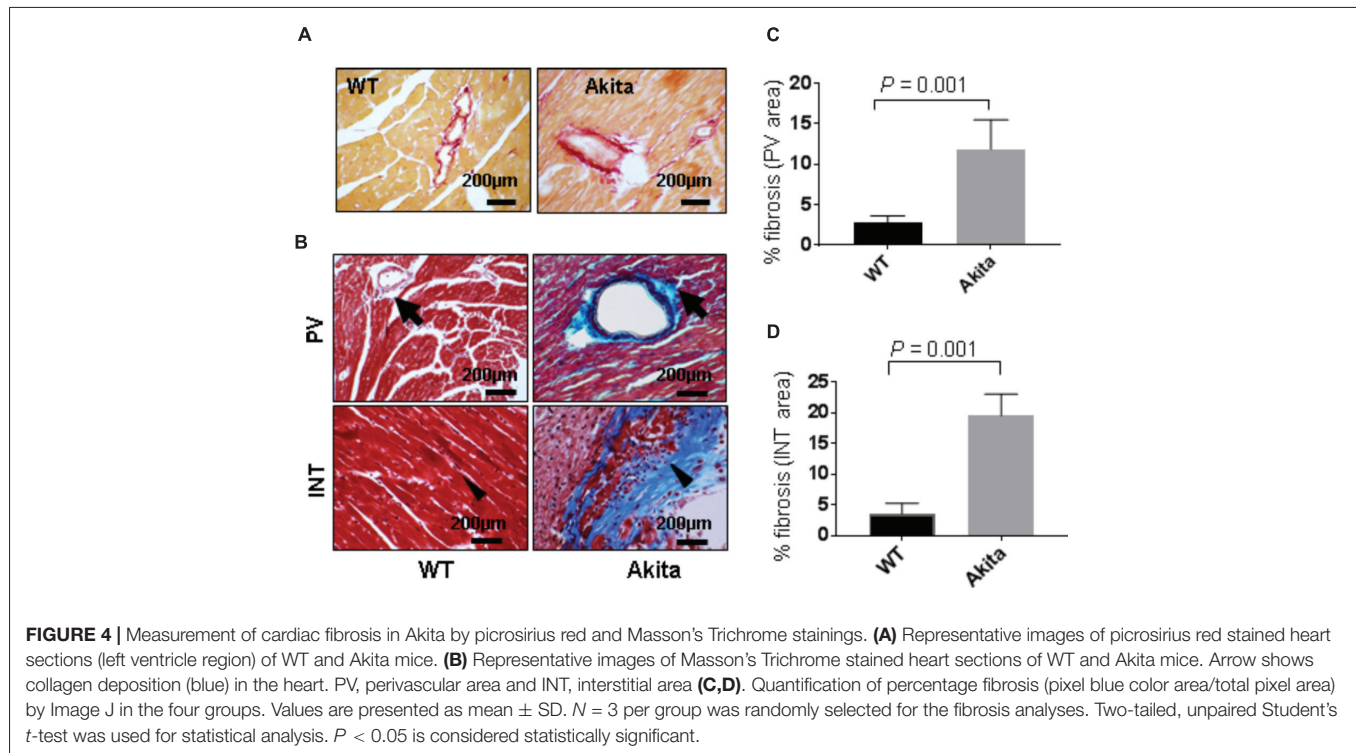 A
WT
200µm
Akita
200µm
B
PV
200µm
200µm
INT
200µm
200µm
WT
Akita
C
P = 0.001
% fibrosis (PV area)
20
15
10
5
0
WT
Akita
D
P = 0.001
% fibrosis (INT area)
25
20
15
10
5
0
WT
Akita
FIGURE 4 | Measurement of cardiac fibrosis in Akita by picrosirius red and Masson's Trichrome stainings. (A) Representative images of picrosirius red stained heart
sections (left ventricle region) of WT and Akita mice. (B) Representative images of Masson's Trichrome stained heart sections of WT and Akita mice. Arrow shows
collagen deposition (blue) in the heart. PV, perivascular area and INT, interstitial area (C,D). Quantification of percentage fibrosis (pixel blue color area/total pixel area)
by Image J in the four groups. Values are presented as mean ± SD. N = 3 per group was randomly selected for the fibrosis analyses. Two-tailed, unpaired Student's
t-test was used for statistical analysis. P < 0.05 is considered statistically significant.